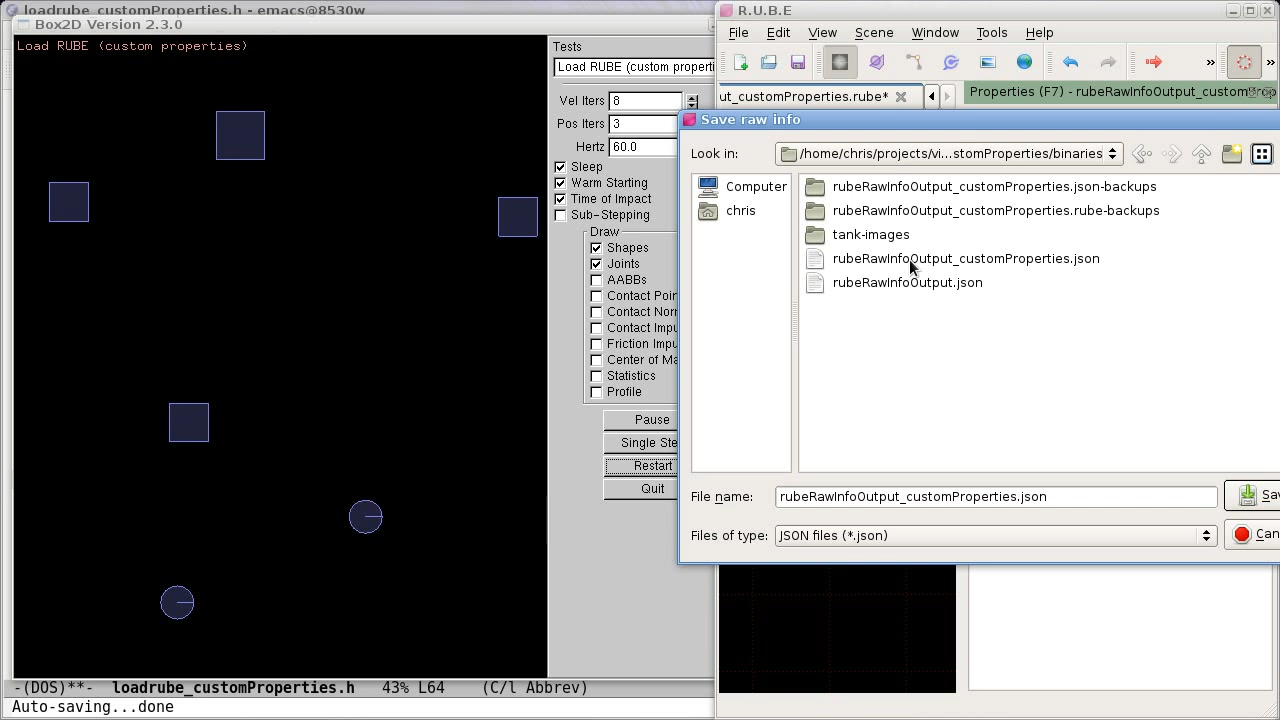 loadrube_customProperties.h - emacs@8530w
Box2D Version 2.3.0
Load RUBE (custom properties)
Tests
Load RUBE (custom properti
Vel Iters 8
Pos Iters 3
Hertz 60.0
Sleep
Warm Starting
Time of Impact
Sub-Stepping
Draw
Shapes
Joints
AABBs
Contact Poin
Contact Norr
Contact Impu
Friction Impu
Center of Ma
Statistics
Profile
Pause
Single Ste
Restart
Quit
-(DOS)**- loadrube_customProperties.h 43% L64 (C/l Abbrev)
Auto-saving...done
R.U.B.E
File Edit View Scene Window Tools Help
» »
ut_customProperties.rube*
Properties (F7) - rubeRawInfoOutput_custom
Save raw info
Look in: /home/chris/projects/vi...stomProperties/binaries
Computer
chris
rubeRawInfoOutput_customProperties.json-backups
rubeRawInfoOutput_customProperties.rube-backups
tank-images
rubeRawInfoOutput_customProperties.json
rubeRawInfoOutput.json
File name: rubeRawInfoOutput_customProperties.json
Sav
Files of type: JSON files (*.json)
Can